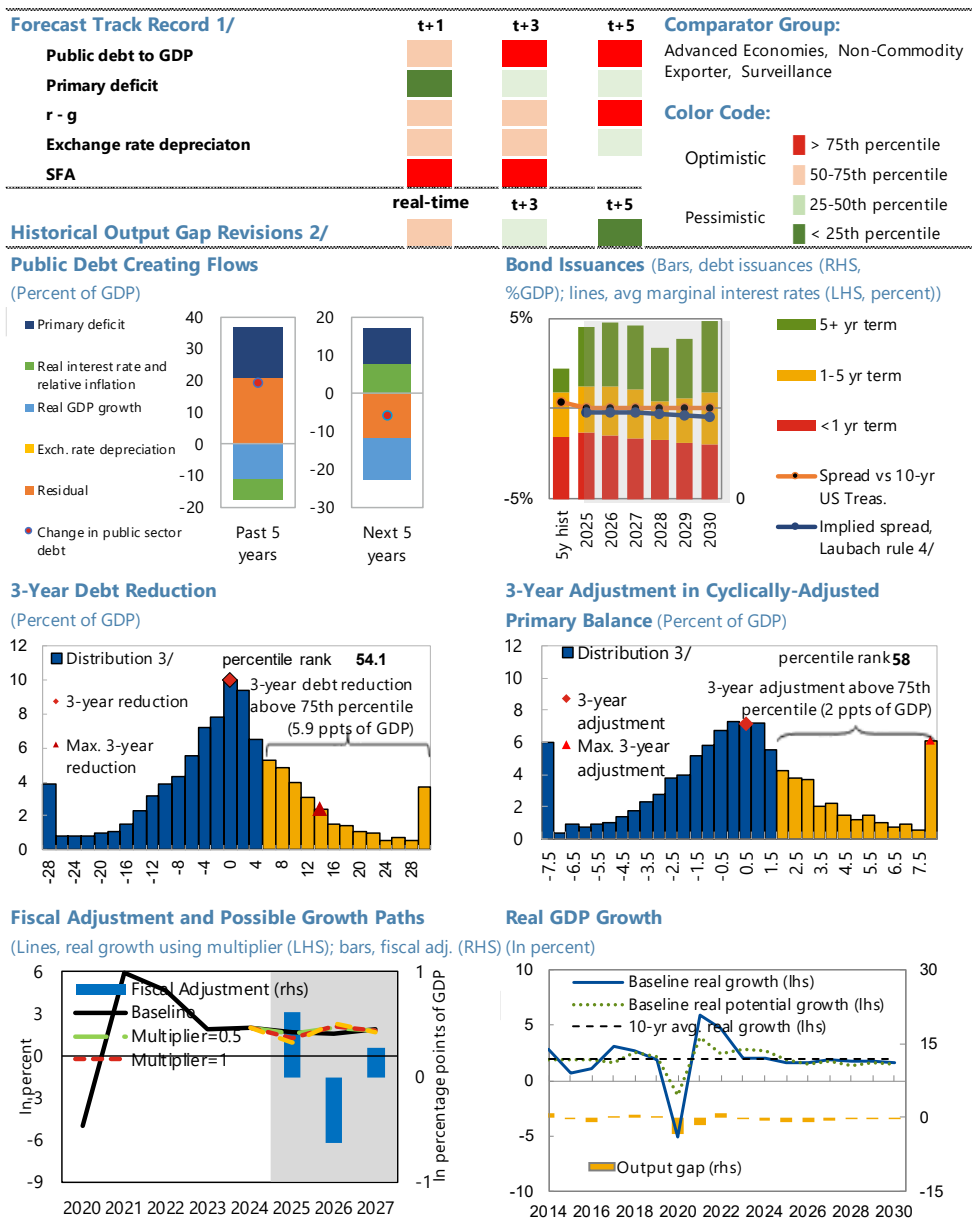 Forecast Track Record 1/ t+1 t+3 t+5
Public debt to GDP
Primary deficit
r - g
Exchange rate depreciaton
SFA
real-time t+3 t+5
Historical Output Gap Revisions 2/
Comparator Group:
Advanced Economies, Non-Commodity
Exporter, Surveillance
Color Code:
Optimistic
> 75th percentile
50-75th percentile
Pessimistic
25-50th percentile
< 25th percentile
Public Debt Creating Flows
(Percent of GDP)
Primary deficit
Real interest rate and
relative inflation
Real GDP growth
Exch. rate depreciation
Residual
Change in public sector
debt
40
30
20
10
0
-10
-20
Past 5
years
20
10
0
-10
-20
-30
Next 5
years
Bond Issuances (Bars, debt issuances (RHS,
%GDP); lines, avg marginal interest rates (LHS, percent))
5%
-5%
0
5y hist
2025
2026
2027
2028
2029
2030
5+ yr term
1-5 yr term
<1 yr term
Spread vs 10-yr
US Treas.
Implied spread,
Laubach rule 4/
3-Year Debt Reduction
(Percent of GDP)
12
10
8
6
4
2
0
Distribution 3/
3-year reduction
Max. 3-year
reduction
percentile rank 54.1
3-year debt reduction
above 75th percentile
(5.9 ppts of GDP)
-28 -24 -20 -16 -12 -8 -4 0 4 8 12 16 20 24 28
3-Year Adjustment in Cyclically-Adjusted
Primary Balance (Percent of GDP)
12
10
8
6
4
2
0
Distribution 3/
3-year
adjustment
Max. 3-year
adjustment
percentile rank 58
3-year adjustment above 75th
percentile (2 ppts of GDP)
-7.5 -6.5 -5.5 -4.5 -3.5 -2.5 -1.5 -0.5 0.5 1.5 2.5 3.5 4.5 5.5 6.5 7.5
Fiscal Adjustment and Possible Growth Paths
(Lines, real growth using multiplier (LHS); bars, fiscal adj. (RHS) (In percent)
6
3
0
-3
-6
-9
In percent
Fiscal Adjustment (rhs)
Baseline
Multiplier=0.5
Multiplier=1
1
0
-1
In percentage points of GDP
2020 2021 2022 2023 2024 2025 2026 2027
Real GDP Growth
10
5
0
-5
-10
Baseline real growth (lhs)
Baseline real potential growth (lhs)
10-yr avg. real growth (lhs)
Output gap (rhs)
30
15
0
-15
2014 2016 2018 2020 2022 2024 2026 2028 2030